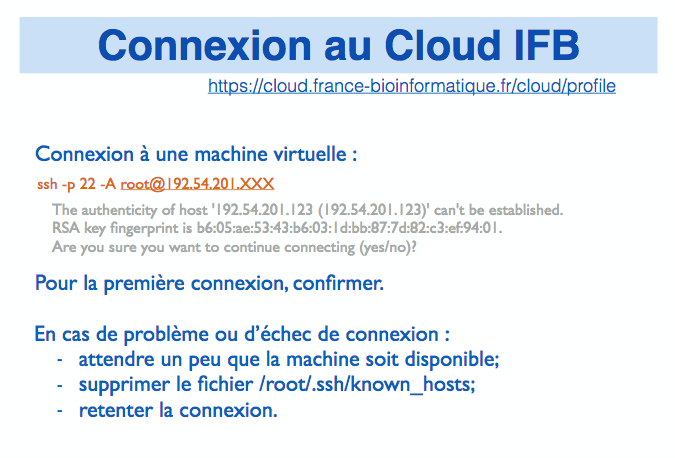 Connexion au Cloud IFB
https://cloud.france-bioinformatique.fr/cloud/profile
Connexion à une machine virtuelle :
ssh -p 22 -A root@192.54.201.XXX
The authenticity of host '192.54.201.123 (192.54.201.123)' can't be established.
RSA key fingerprint is b6:05:ae:53:43:b6:03:1d:bb:87:7d:82:c3:ef:94:01.
Are you sure you want to continue connecting (yes/no)?
Pour la première connexion, confirmer.
En cas de problème ou d'échec de connexion :
- attendre un peu que la machine soit disponible;
- supprimer le fichier /root/.ssh/known_hosts;
- retenter la connexion.